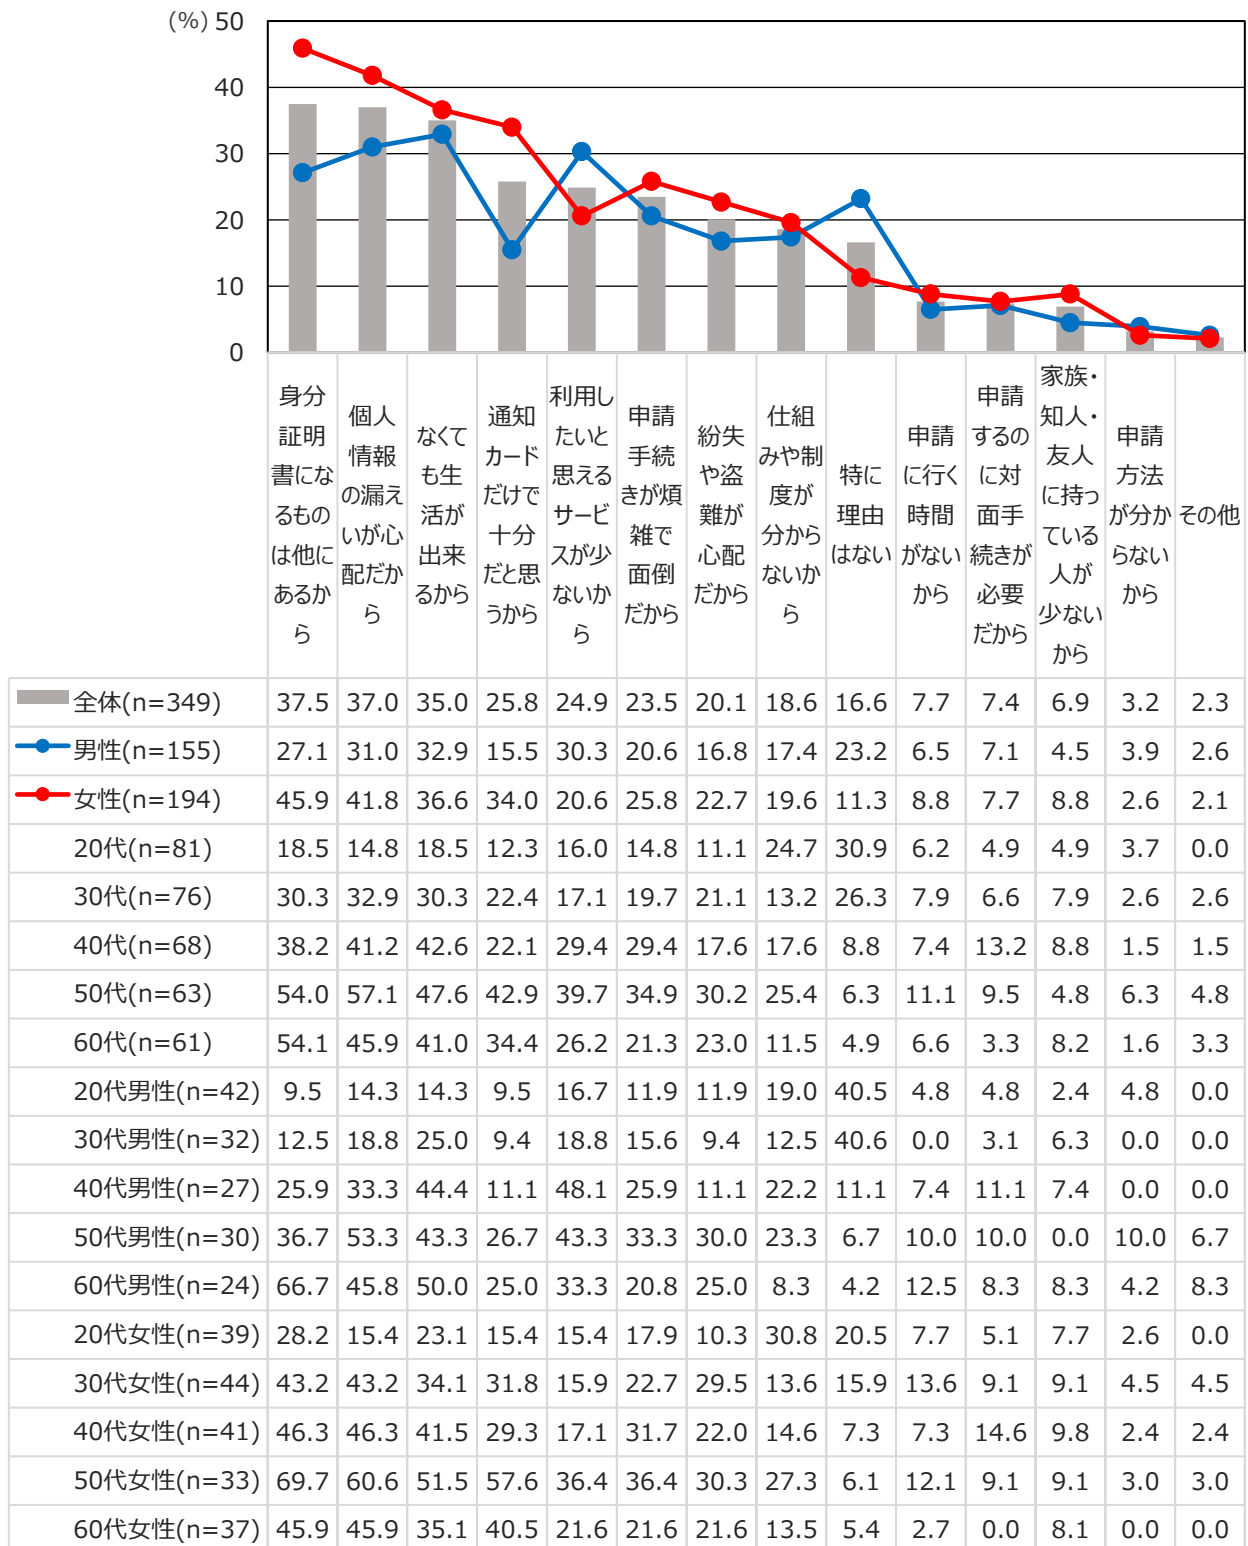 (%)
50
40
30
20
10
0
身分
証明
書にな
るもの
は他に
あるか
ら
個人
情報
の漏え
いが心
配だか
ら
なくて
も生
活が
出来
るから
通知
カード
だけで
十分
だと思
うから
利用し
たいと
思える
サービ
スが少
ないか
ら
申請
手続
きが煩
雑で
面倒
だから
紛失
や盗
難が
心配
だから
仕組
みや制
度が
分から
ないか
ら
特に
理由
はない
申請
に行く
時間
がない
から
申請
するの
に対
面手
続きが
必要
だから
家族・
知人・
友人
に持っ
ている
人が
少ない
から
申請
方法
が分か
らない
から
その他
全体(n=349) 37.5 37.0 35.0 25.8 24.9 23.5 20.1 18.6 16.6 7.7 7.4 6.9 3.2 2.3
男性(n=155) 27.1 31.0 32.9 15.5 30.3 20.6 16.8 17.4 23.2 6.5 7.1 4.5 3.9 2.6
女性(n=194) 45.9 41.8 36.6 34.0 20.6 25.8 22.7 19.6 11.3 8.8 7.7 8.8 2.6 2.1
20代(n=81) 18.5 14.8 18.5 12.3 16.0 14.8 11.1 24.7 30.9 6.2 4.9 4.9 3.7 0.0
30代(n=76) 30.3 32.9 30.3 22.4 17.1 19.7 21.1 13.2 26.3 7.9 6.6 7.9 2.6 2.6
40代(n=68) 38.2 41.2 42.6 22.1 29.4 29.4 17.6 17.6 8.8 7.4 13.2 8.8 1.5 1.5
50代(n=63) 54.0 57.1 47.6 42.9 39.7 34.9 30.2 25.4 6.3 11.1 9.5 4.8 6.3 4.8
60代(n=61) 54.1 45.9 41.0 34.4 26.2 21.3 23.0 11.5 4.9 6.6 3.3 8.2 1.6 3.3
20代男性(n=42) 9.5 14.3 14.3 9.5 16.7 11.9 11.9 19.0 40.5 4.8 4.8 2.4 4.8 0.0
30代男性(n=32) 12.5 18.8 25.0 9.4 18.8 15.6 9.4 12.5 40.6 0.0 3.1 6.3 0.0 0.0
40代男性(n=27) 25.9 33.3 44.4 11.1 48.1 25.9 11.1 22.2 11.1 7.4 11.1 7.4 0.0 0.0
50代男性(n=30) 36.7 53.3 43.3 26.7 43.3 33.3 30.0 23.3 6.7 10.0 10.0 0.0 10.0 6.7
60代男性(n=24) 66.7 45.8 50.0 25.0 33.3 20.8 25.0 8.3 4.2 12.5 8.3 8.3 4.2 8.3
20代女性(n=39) 28.2 15.4 23.1 15.4 15.4 17.9 10.3 30.8 20.5 7.7 5.1 7.7 2.6 0.0
30代女性(n=44) 43.2 43.2 34.1 31.8 15.9 22.7 29.5 13.6 15.9 13.6 9.1 9.1 4.5 4.5
40代女性(n=41) 46.3 46.3 41.5 29.3 17.1 31.7 22.0 14.6 7.3 7.3 14.6 9.8 2.4 2.4
50代女性(n=33) 69.7 60.6 51.5 57.6 36.4 36.4 30.3 27.3 6.1 12.1 9.1 9.1 3.0 3.0
60代女性(n=37) 45.9 45.9 35.1 40.5 21.6 21.6 21.6 13.5 5.4 2.7 0.0 8.1 0.0 0.0